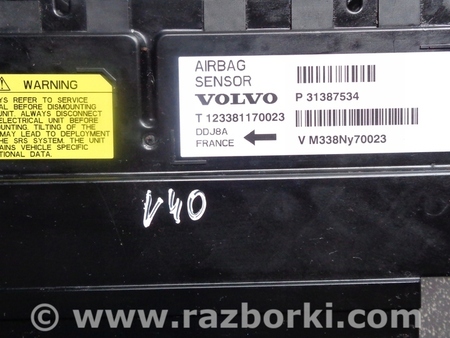 WARNING
YS REFER TO SERVICE
AL BEFORE DISMOUNTING
UNIT. ALWAYS DISCONNECT
ELECTRICAL UNIT BEFORE
UNTING. TILTING OF THE
MAY LEAD TO DEPLOYMENT
THE SRS SYSTEM. THE UNIT
AINS VEHICLE SPECIFIC
ATIONAL DATA.
AIRBAG
SENSOR
VOLVO P 31387534
T 123381170023
DDJ8A
FRANCE V M338Ny70023
V40
© www.razborki.com